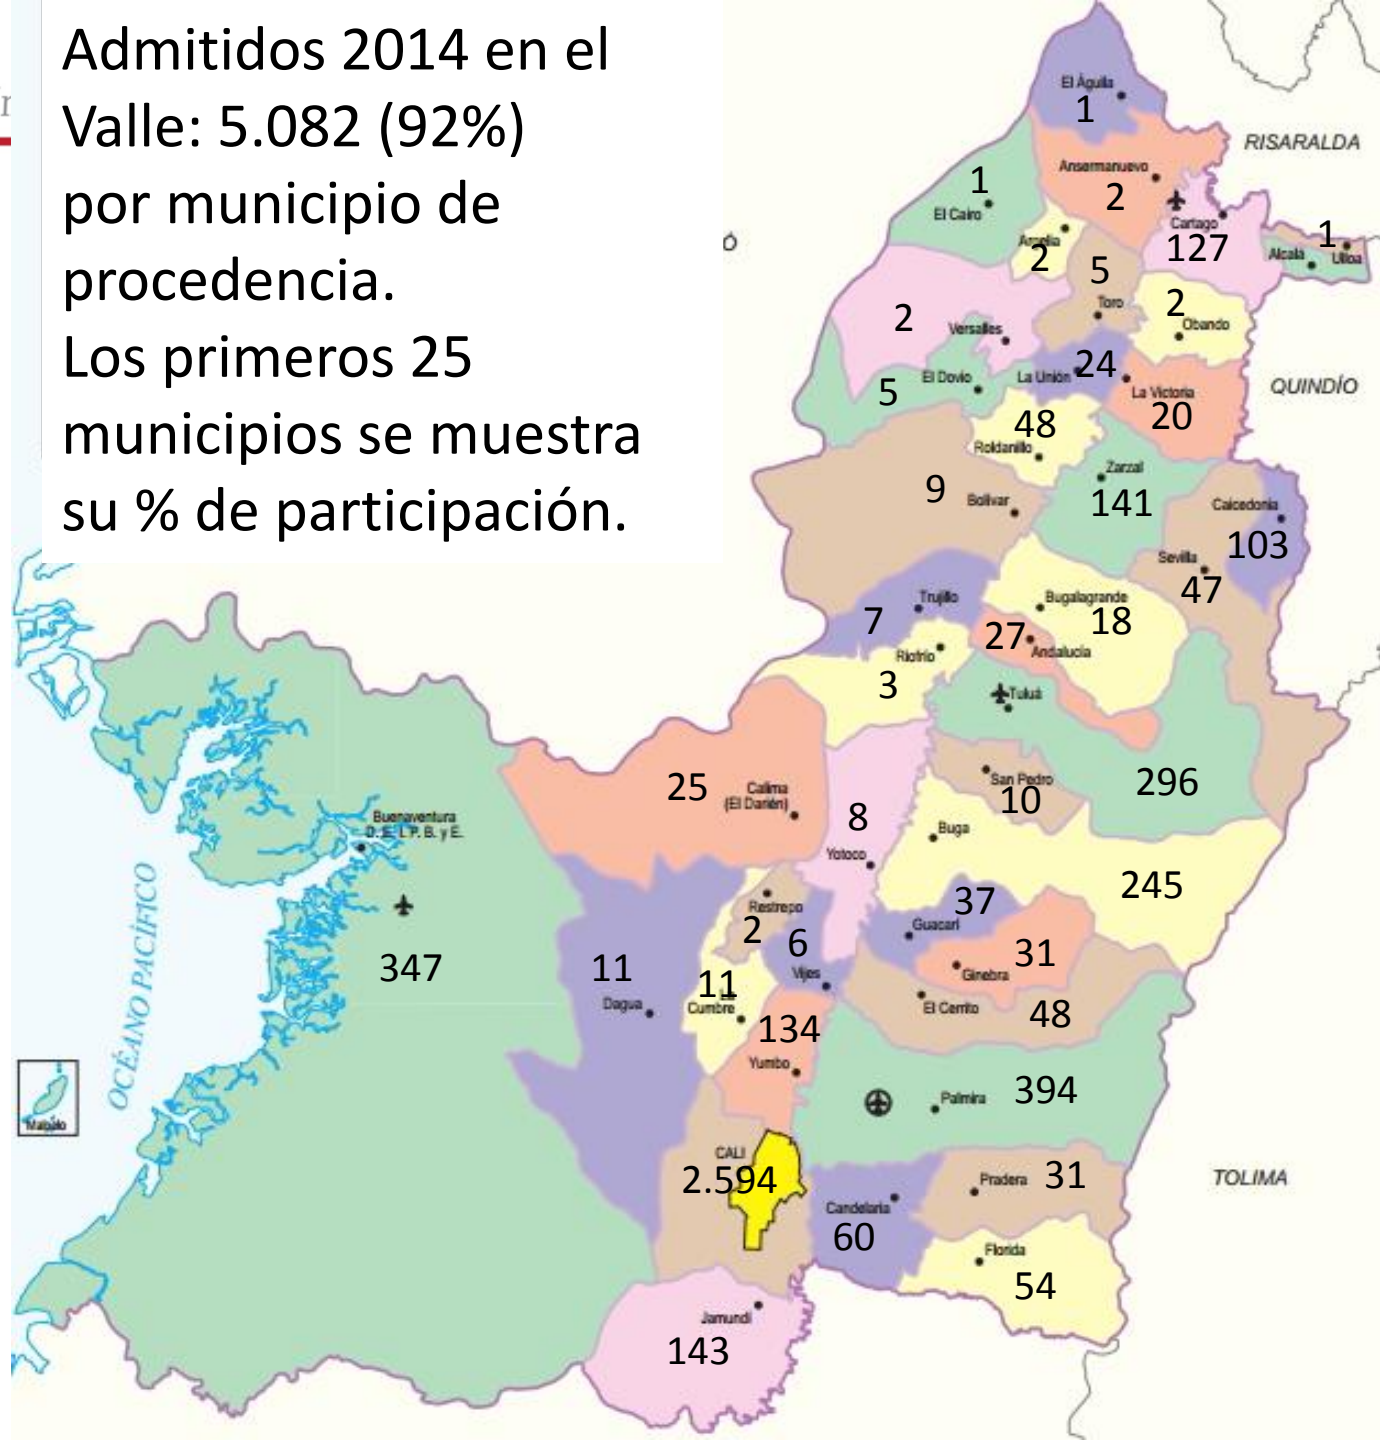 Admitidos 2014 en el
Valle: 5.082 (92%)
por municipio de
procedencia.
Los primeros 25
municipios se muestra
su % de participación.
El Águila
1
RISARALDA
Ansermanuevo
2
1
El Cairo
Cartago
127
Alcalá
1
Ulloa
2
5
Toro
2
Obando
2
Versalles
24
La Unión
El Dovio
5
La Victoria
20
QUINDÍO
48
Roldanillo
Zarzal
141
9
Bolívar
Caicedonia
103
Sevilla
47
Trujillo
7
Bugalagrande
18
27
Andalucía
Riofrío
3
Tuluá
296
San Pedro
10
25
Calima
(El Darién)
8
Yotoco
Buga
245
Buenaventura
D. E. I. P. B. y E.
347
OCÉANO PACÍFICO
Restrepo
2
6
Vijes
37
Guacarí
31
Ginebra
El Cerrito
48
11
Dagua
11
Cumbre
134
Yumbo
394
Palmira
Malpelo
CALI
2.594
Candelaria
60
Pradera
31
TOLIMA
Florida
54
Jamundí
143